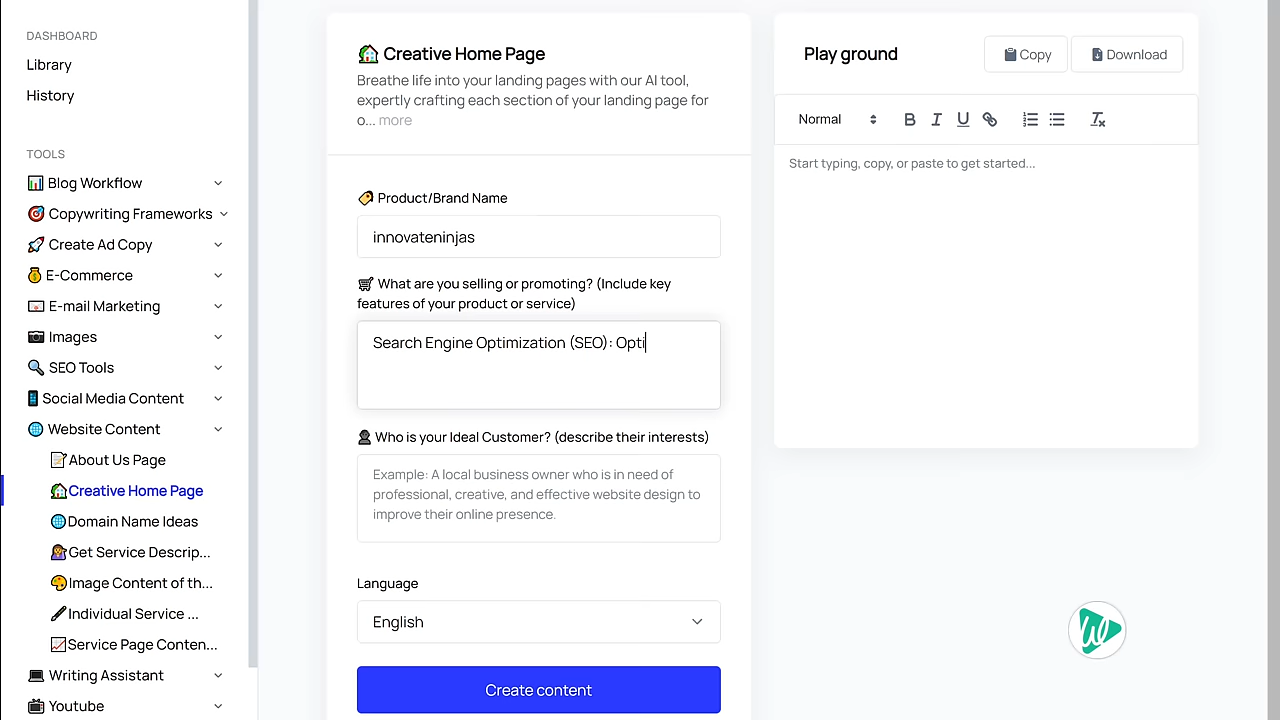 DASHBOARD
Library
History
TOOLS
Blog Workflow
Copywriting Frameworks
Create Ad Copy
E-Commerce
E-mail Marketing
Images
SEO Tools
Social Media Content
Website Content
About Us Page
Creative Home Page
Domain Name Ideas
Get Service Descrip...
Image Content of th...
Individual Service ...
Service Page Conten...
Writing Assistant
Youtube
Creative Home Page
Breathe life into your landing pages with our AI tool,
expertly crafting each section of your landing page for
o... more
Product/Brand Name
innovateninjas
What are you selling or promoting? (Include key
features of your product or service)
Search Engine Optimization (SEO): Opti
Who is your Ideal Customer? (describe their interests)
Example: A local business owner who is in need of
professional, creative, and effective website design to
improve their online presence.
Language
English
Create content
Play ground
Copy
Download
Normal
Start typing, copy, or paste to get started...